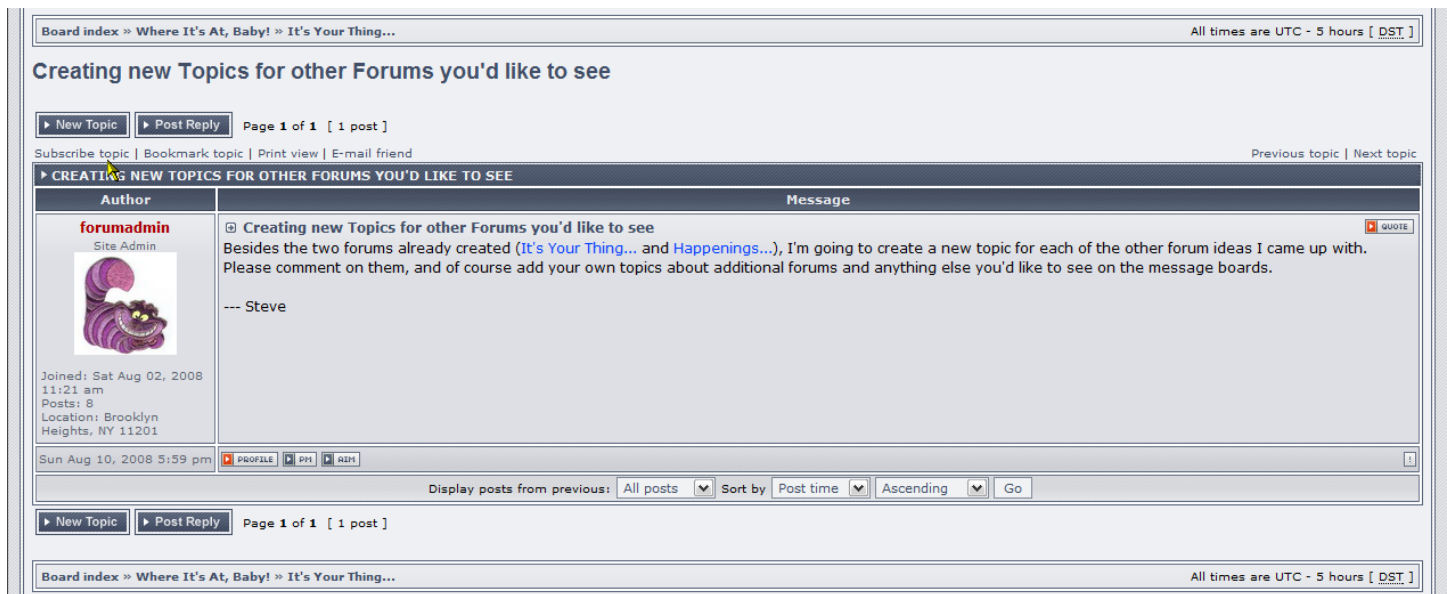 Board index » Where It's At, Baby! » It's Your Thing... All times are UTC - 5 hours [ DST ]
Creating new Topics for other Forums you'd like to see
New Topic Post Reply Page 1 of 1 [ 1 post ]
Subscribe topic | Bookmark topic | Print view | E-mail friend Previous topic | Next topic
CREATING NEW TOPICS FOR OTHER FORUMS YOU'D LIKE TO SEE
Author Message
forumadmin
Site Admin
Joined: Sat Aug 02, 2008
11:21 am
Posts: 8
Location: Brooklyn
Heights, NY 11201
Creating new Topics for other Forums you'd like to see QUOTE
Besides the two forums already created (It's Your Thing... and Happenings...), I'm going to create a new topic for each of the other forum ideas I came up with.
Please comment on them, and of course add your own topics about additional forums and anything else you'd like to see on the message boards.
--- Steve
Sun Aug 10, 2008 5:59 pm PROFILE PM AIM !
Display posts from previous: All posts Sort by Post time Ascending Go
New Topic Post Reply Page 1 of 1 [ 1 post ]
Board index » Where It's At, Baby! » It's Your Thing... All times are UTC - 5 hours [ DST ]